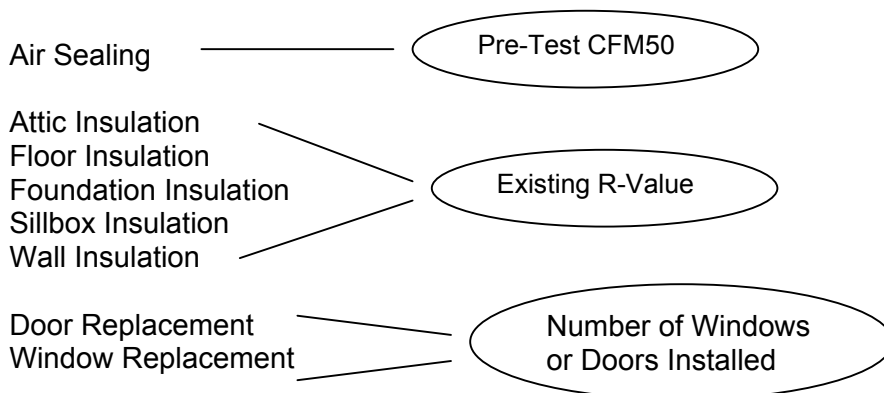 Air Sealing
Pre-Test CFM50
Attic Insulation
Floor Insulation
Foundation Insulation
Sillbox Insulation
Wall Insulation
Existing R-Value
Door Replacement
Window Replacement
Number of Windows
or Doors Installed